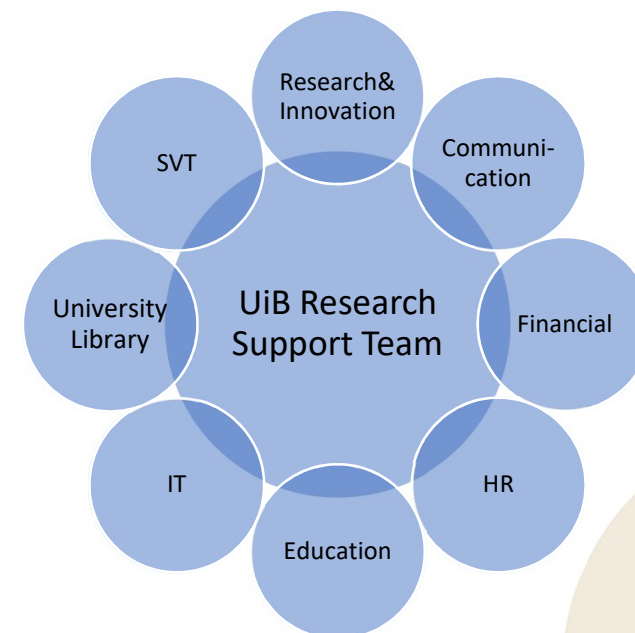 Research&
Innovation
SVT
Communi-
cation
UiB Research
Support Team
University
Library
Financial
IT
HR
Education